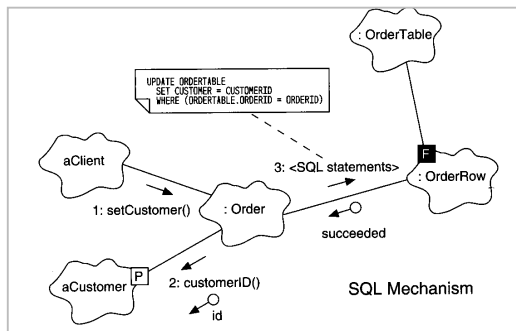 : OrderTable
UPDATE ORDERTABLE
SET CUSTOMER = CUSTOMERID
WHERE (ORDERTABLE.ORDERID = ORDERID)
F
aClient
3: <SQL statements>
: OrderRow
1: setCustomer()
: Order
succeeded
P
aCustomer
2: customerID()
id
SQL Mechanism